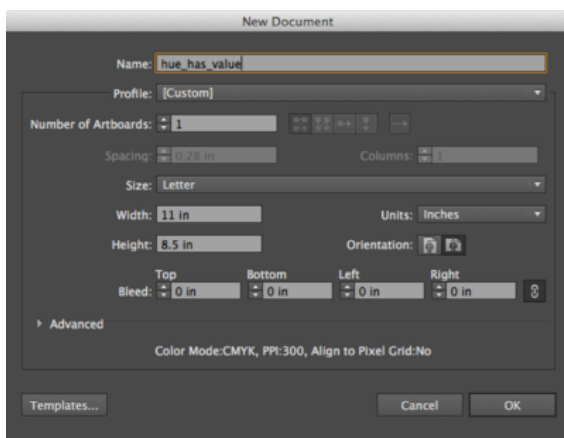 New Document
Name: hue_has_value
Profile: [Custom]
Number of Artboards: 1
Spacing: 0.28 in Columns: 1
Size: Letter
Width: 11 in Units: Inches
Height: 8.5 in Orientation:
Top Bottom Left Right
Bleed: 0 in 0 in 0 in 0 in
Advanced
Color Mode:CMYK, PPI:300, Align to Pixel Grid:No
Templates... Cancel OK